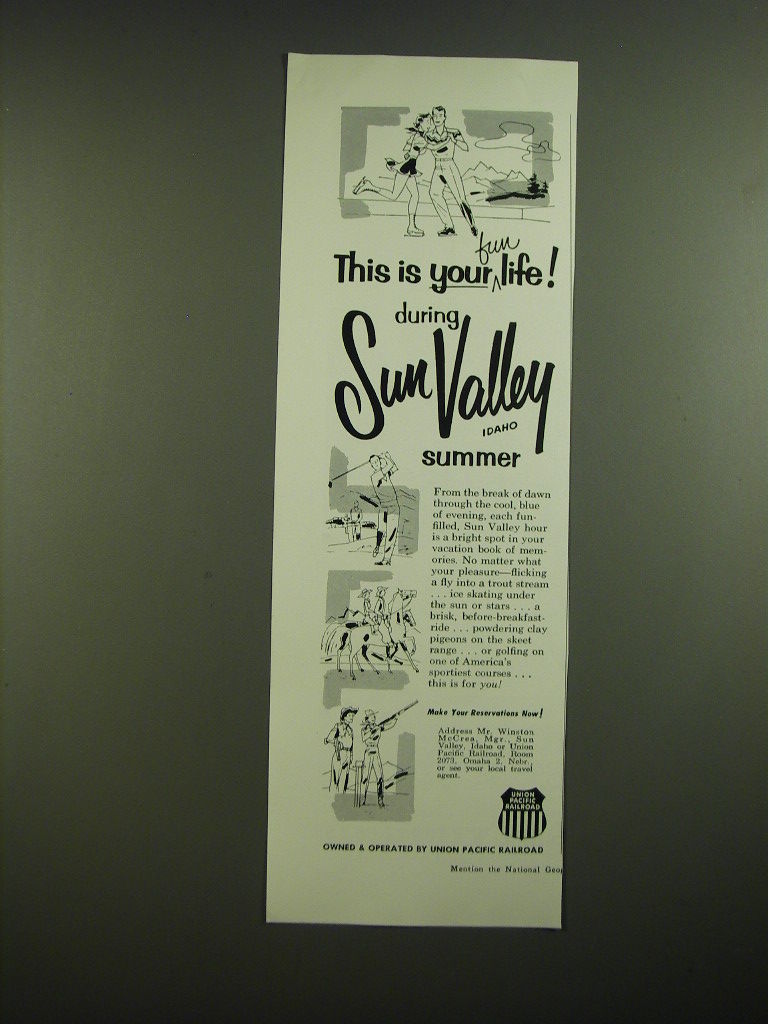 This is your fun life!
during
Sun Valley
IDAHO
summer
From the break of dawn
through the cool, blue
of evening, each fun-
filled, Sun Valley hour
is a bright spot in your
vacation book of mem-
ories. No matter what
your pleasure—flicking
a fly into a trout stream
. . . ice skating under
the sun or stars . . . a
brisk, before-breakfast-
ride . . . powdering clay
pigeons on the skeet
range . . . or golfing on
one of America's
sportiest courses . . .
this is for you!
Make Your Reservations Now!
Address Mr. Winston
McCrea, Mgr., Sun
Valley, Idaho or Union
Pacific Railroad, Room
2073, Omaha 2, Nebr.,
or see your local travel
agent.
UNION
PACIFIC
RAILROAD
OWNED & OPERATED BY UNION PACIFIC RAILROAD
Mention the National Geog